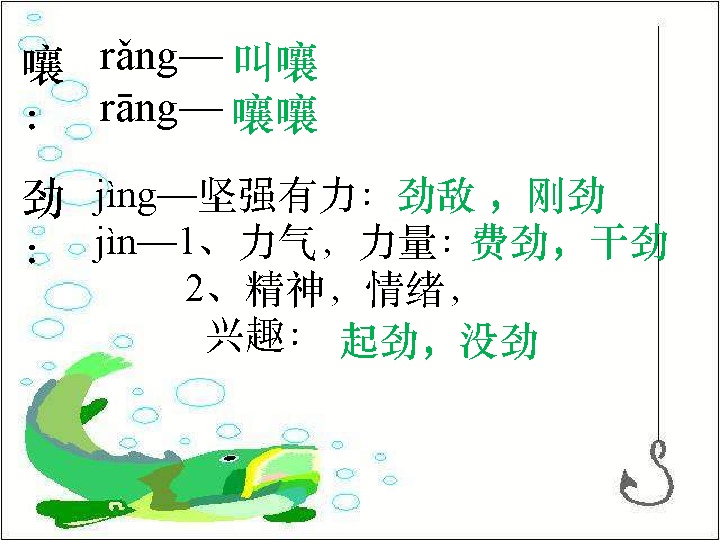 嚷 rǎng—叫嚷
： rāng—嚷嚷
劲 jìng—坚强有力：劲敌，刚劲
： jìn—1、力气，力量：费劲，干劲
2、精神，情绪，
兴趣：起劲，没劲